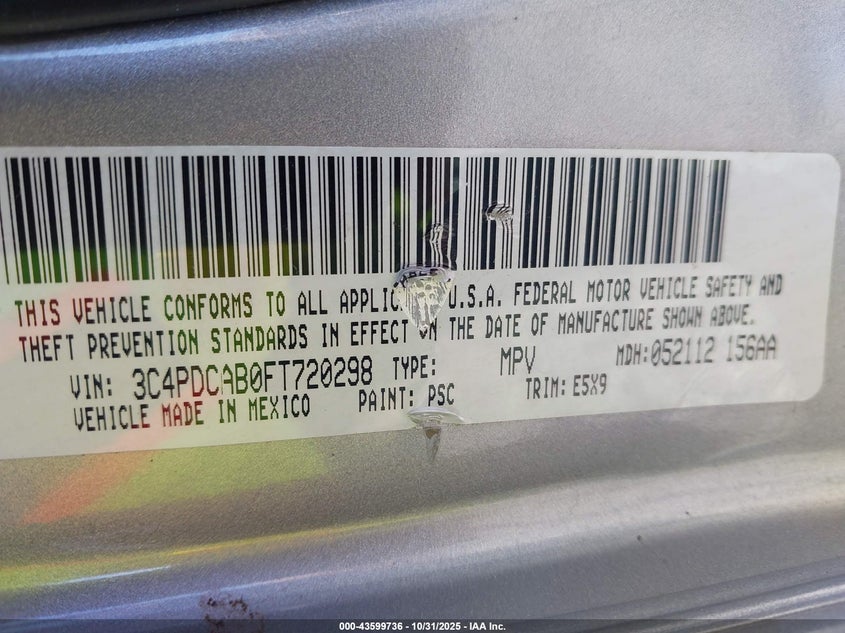 THIS VEHICLE CONFORMS TO ALL APPLICABLE U.S.A. FEDERAL MOTOR VEHICLE SAFETY AND
THEFT PREVENTION STANDARDS IN EFFECT ON THE DATE OF MANUFACTURE SHOWN ABOVE.
VIN: 3C4PDCAB0FT720298 TYPE: MPV MDH: 052112 156AA
VEHICLE MADE IN MEXICO PAINT: PSC TRIM: E5X9
000-43599736 - 10/31/2025 - IAA Inc.